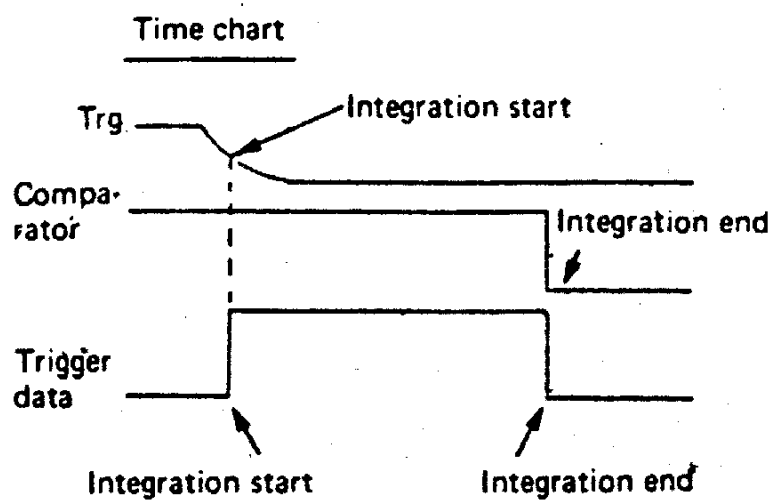 Time chart
Trg
Integration start
Compa-
rator
Integration end
Trigger
data
Integration start
Integration end